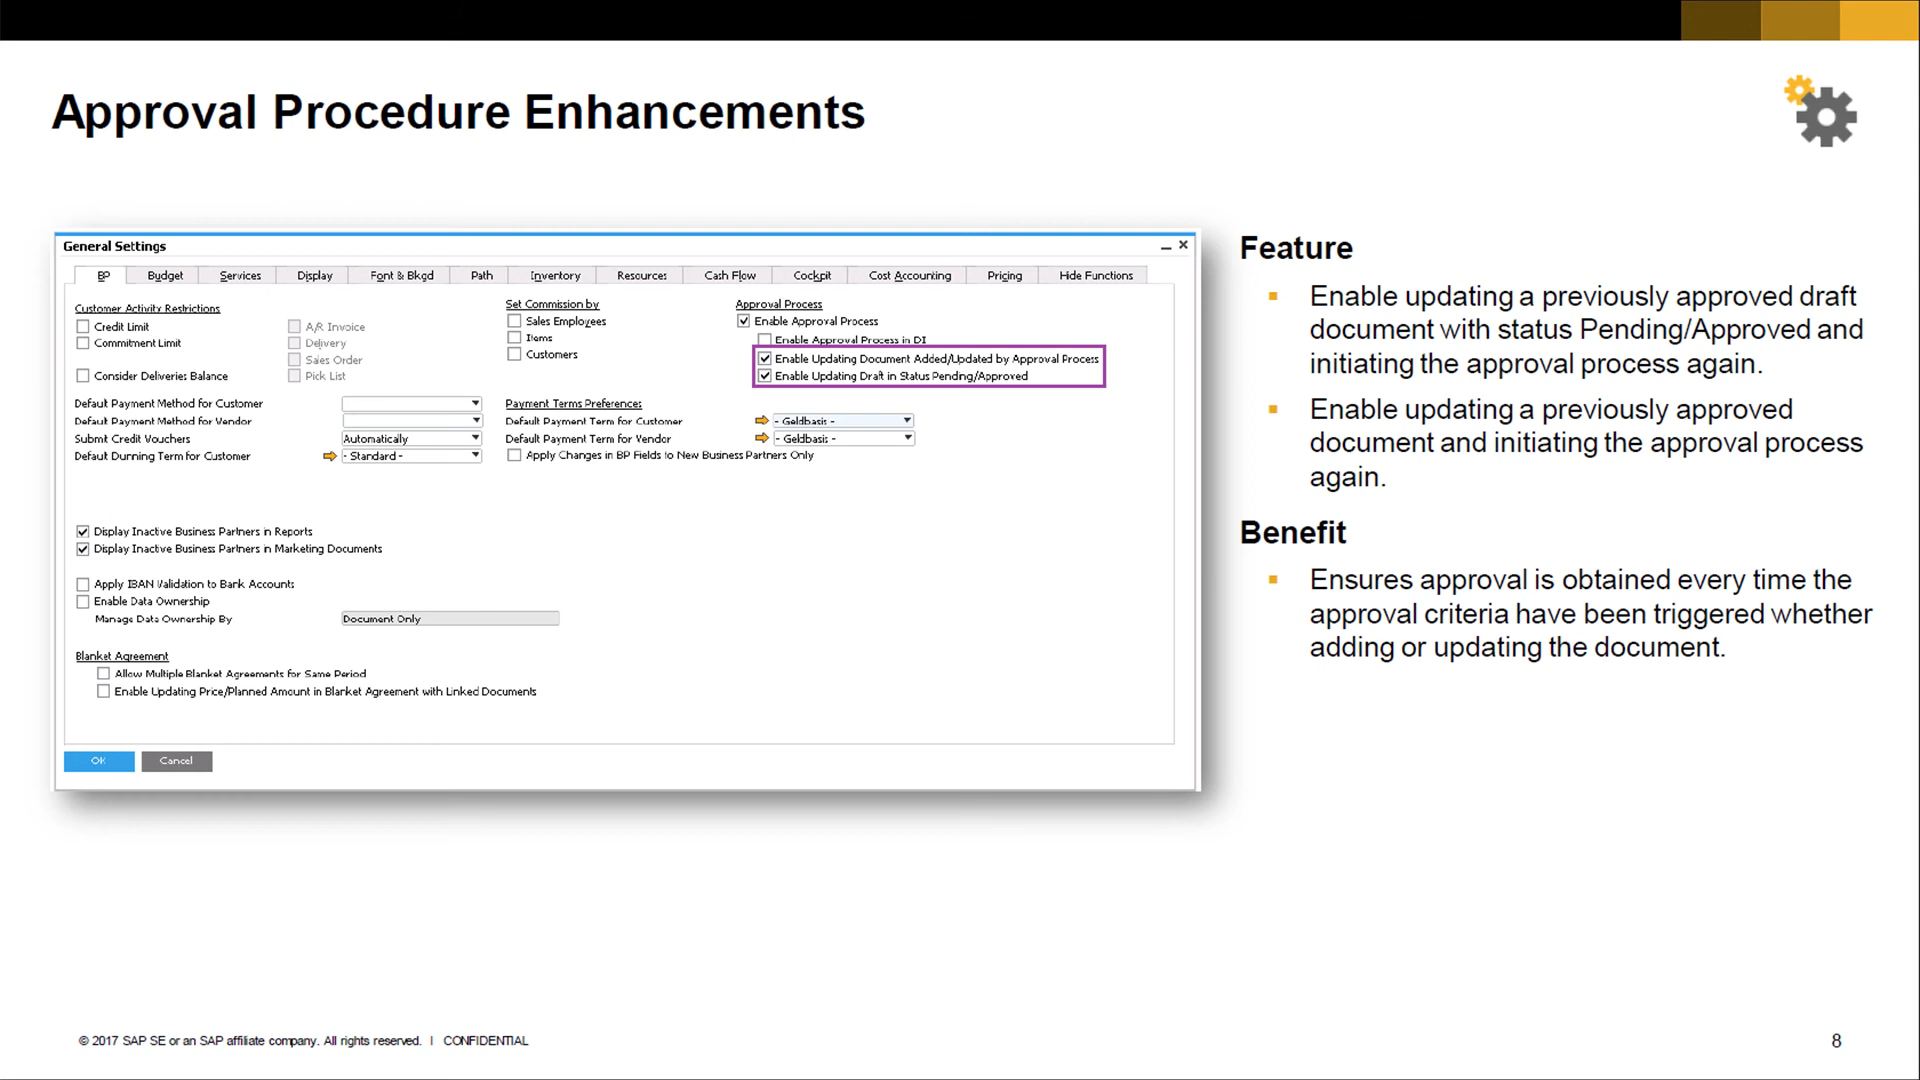 Approval Procedure Enhancements
General Settings
BP Budget Services Display Font & Bkgd Path Inventory Resources Cash Flow Cockpit Cost Accounting Pricing Hide Functions
Customer Activity Restrictions
Credit Limit
Commitment Limit
Consider Deliveries Balance
A/R Invoice
Delivery
Sales Order
Pick List
Set Commission by
Sales Employees
Items
Customers
Approval Process
Enable Approval Process
Enable Approval Process in DI
Enable Updating Document Added/Updated by Approval Process
Enable Updating Draft in Status Pending/Approved
Default Payment Method for Customer
Default Payment Method for Vendor
Submit Credit Vouchers Automatically
Default Dunning Term for Customer - Standard -
Payment Terms Preferences
Default Payment Term for Customer - Geldbasis -
Default Payment Term for Vendor - Geldbasis -
Apply Changes in BP Fields to New Business Partners Only
Display Inactive Business Partners in Reports
Display Inactive Business Partners in Marketing Documents
Apply IBAN Validation to Bank Accounts
Enable Data Ownership
Manage Data Ownership By Document Only
Blanket Agreement
Allow Multiple Blanket Agreements for Same Period
Enable Updating Price/Planned Amount in Blanket Agreement with Linked Documents
OK Cancel
Feature
Enable updating a previously approved draft
document with status Pending/Approved and
initiating the approval process again.
Enable updating a previously approved
document and initiating the approval process
again.
Benefit
Ensures approval is obtained every time the
approval criteria have been triggered whether
adding or updating the document.
© 2017 SAP SE or an SAP affiliate company. All rights reserved. I CONFIDENTIAL
8